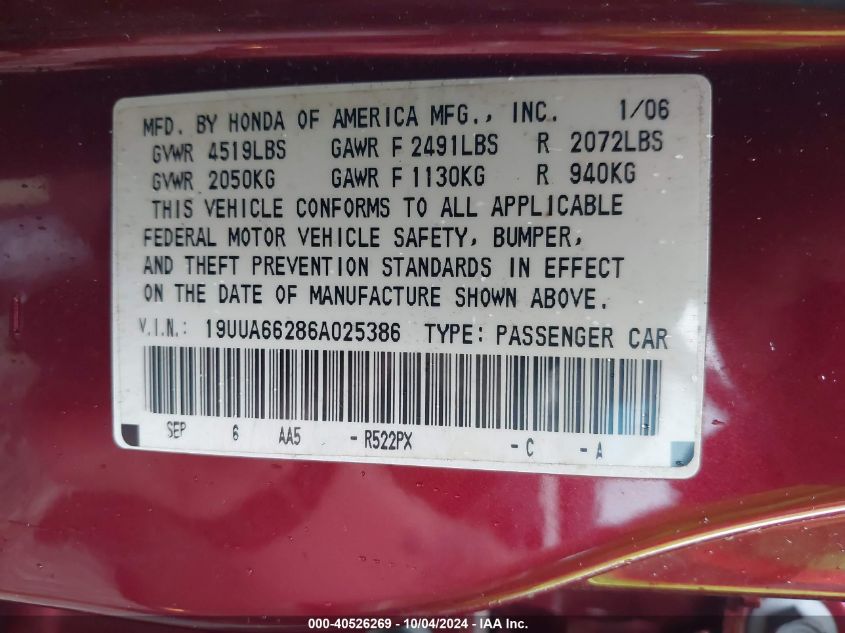 MFD. BY HONDA OF AMERICA MFG., INC. 1/06
GVWR 4519LBS GAWR F 2491LBS R 2072LBS
GVWR 2050KG GAWR F 1130KG R 940KG
THIS VEHICLE CONFORMS TO ALL APPLICABLE
FEDERAL MOTOR VEHICLE SAFETY, BUMPER,
AND THEFT PREVENTION STANDARDS IN EFFECT
ON THE DATE OF MANUFACTURE SHOWN ABOVE.
V.I.N.: 19UUA66286A025386 TYPE: PASSENGER CAR
SEP 6 AA5 - R522PX - C - A
000-40526269 - 10/04/2024 - IAA Inc.